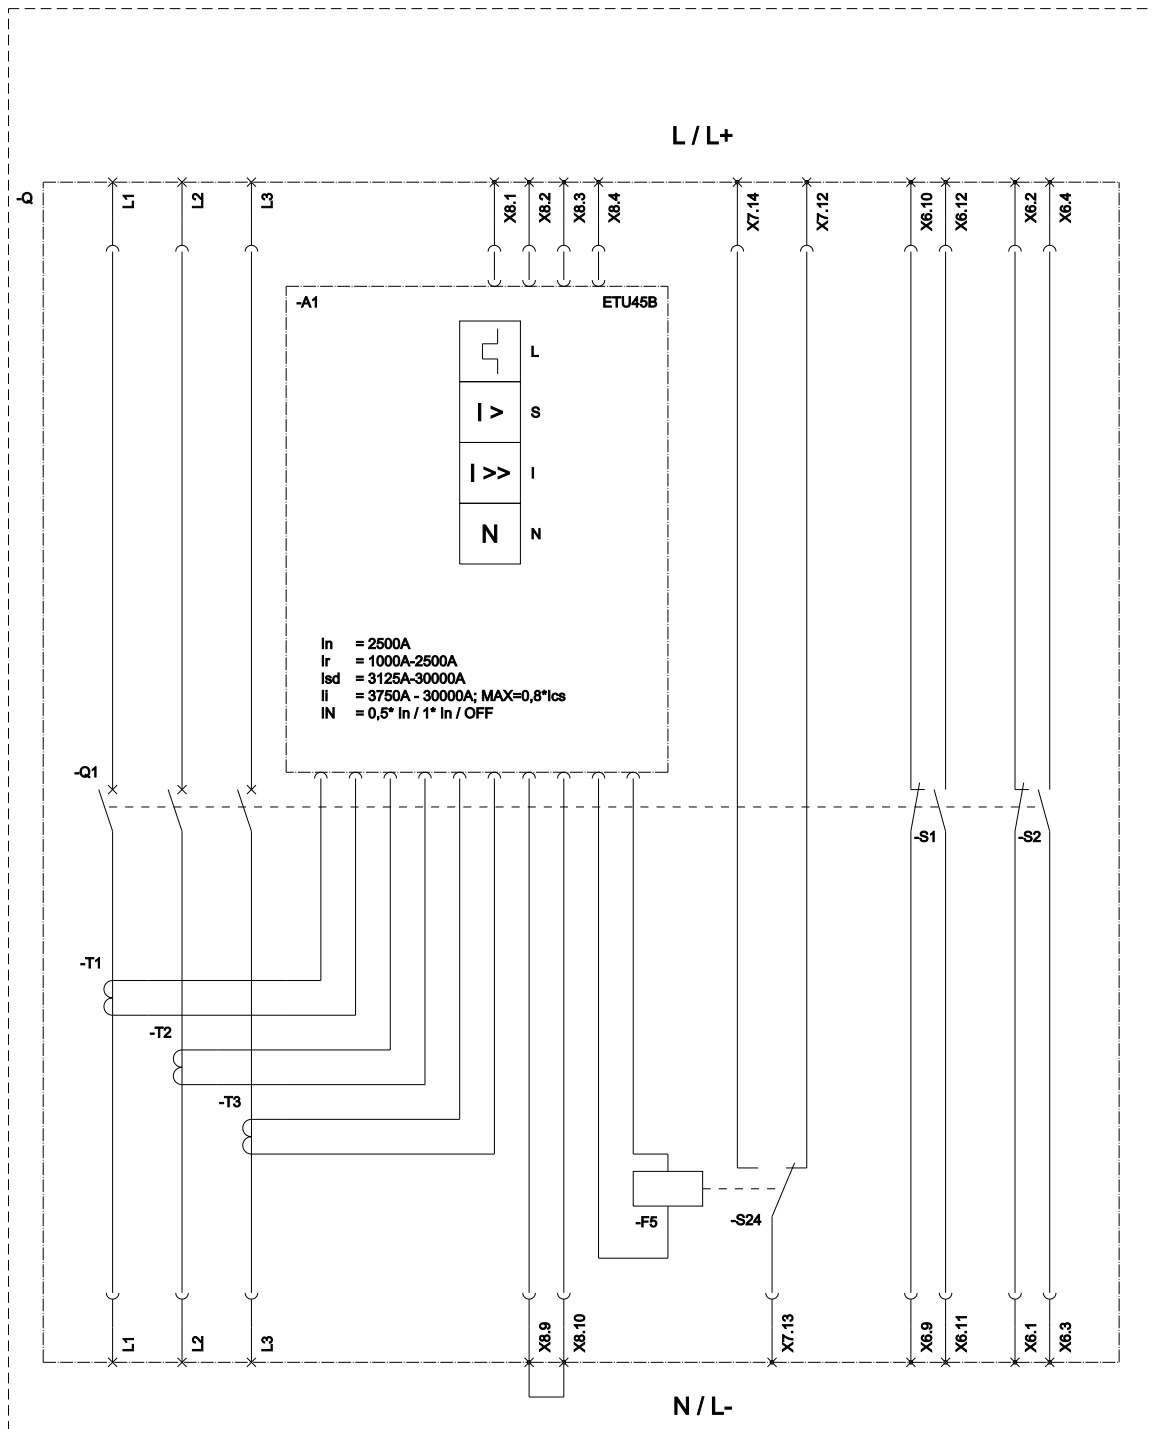 L / L+
-Q
L1
L2
L3
X8.1
X8.2
X8.3
X8.4
X7.14
X7.12
X6.10
X6.12
X6.2
X6.4
-A1
ETU45B
L
I >
S
I >>
I
N
N
In = 2500A
Ir = 1000A-2500A
Isd = 3125A-30000A
Ii = 3750A - 30000A; MAX=0,8*Ics
IN = 0,5* In / 1* In / OFF
-Q1
-S1
-S2
-T1
-T2
-T3
-F5
-S24
L1
L2
L3
X8.9
X8.10
X7.13
X6.9
X6.11
X6.1
X6.3
N / L-